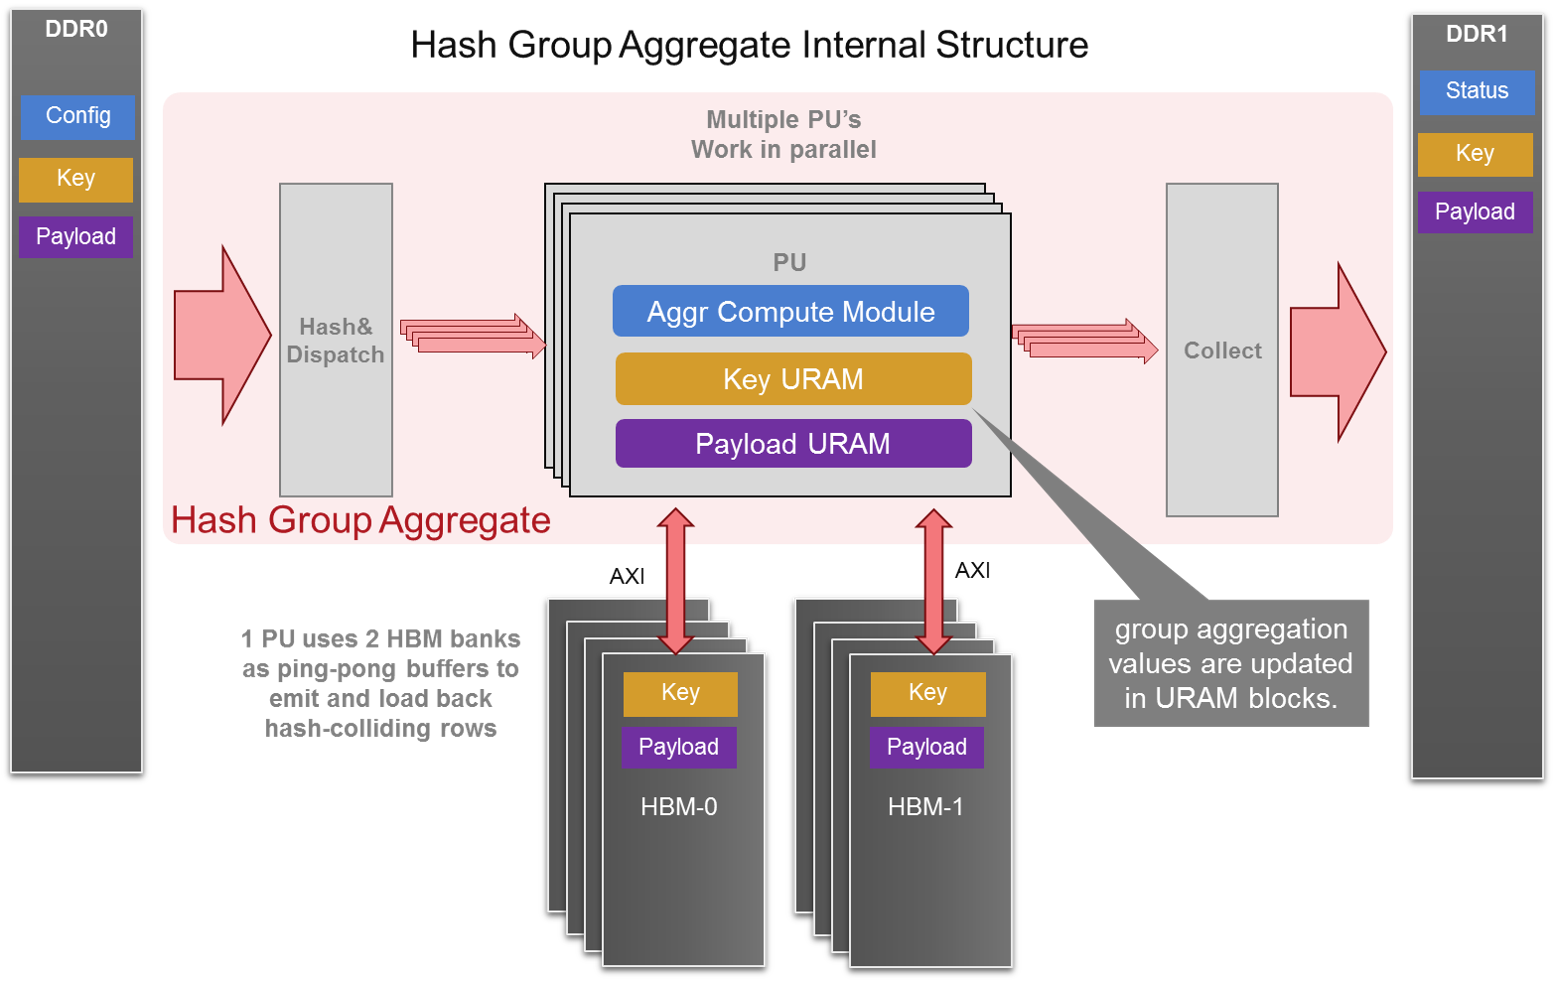 Hash Group Aggregate Internal Structure
DDR0
Config
Key
Payload
Multiple PU’s
Work in parallel
Hash&
Dispatch
PU
Aggr Compute Module
Key URAM
Payload URAM
Collect
Hash Group Aggregate
DDR1
Status
Key
Payload
AXI
AXI
1 PU uses 2 HBM banks
as ping-pong buffers to
emit and load back
hash-colliding rows
Key
Payload
HBM-0
Key
Payload
HBM-1
group aggregation
values are updated
in URAM blocks.